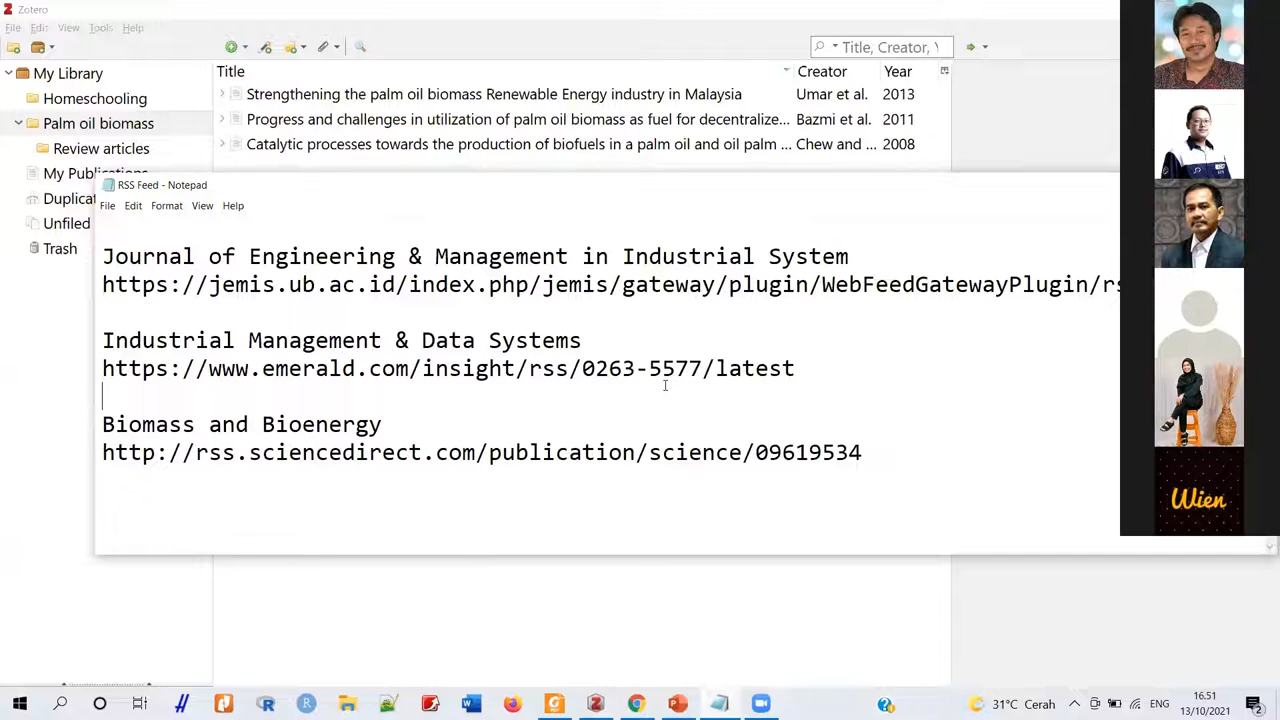 Zotero
File Edit View Tools Help
Title, Creator, Y
My Library
Homeschooling
Palm oil biomass
Review articles
My Publications
Duplicat
Unfiled
Trash
Title Creator Year
Strengthening the palm oil biomass Renewable Energy industry in Malaysia Umar et al. 2013
Progress and challenges in utilization of palm oil biomass as fuel for decentralize... Bazmi et al. 2011
Catalytic processes towards the production of biofuels in a palm oil and oil palm ... Chew and ... 2008
RSS Feed - Notepad
File Edit Format View Help
Journal of Engineering & Management in Industrial System
https://jemis.ub.ac.id/index.php/jemis/gateway/plugin/WebFeedGatewayPlugin/rs
Industrial Management & Data Systems
https://www.emerald.com/insight/rss/0263-5577/latest
Biomass and Bioenergy
http://rss.sciencedirect.com/publication/science/09619534
Wien
31°C Cerah
ENG
16.51
13/10/2021
2